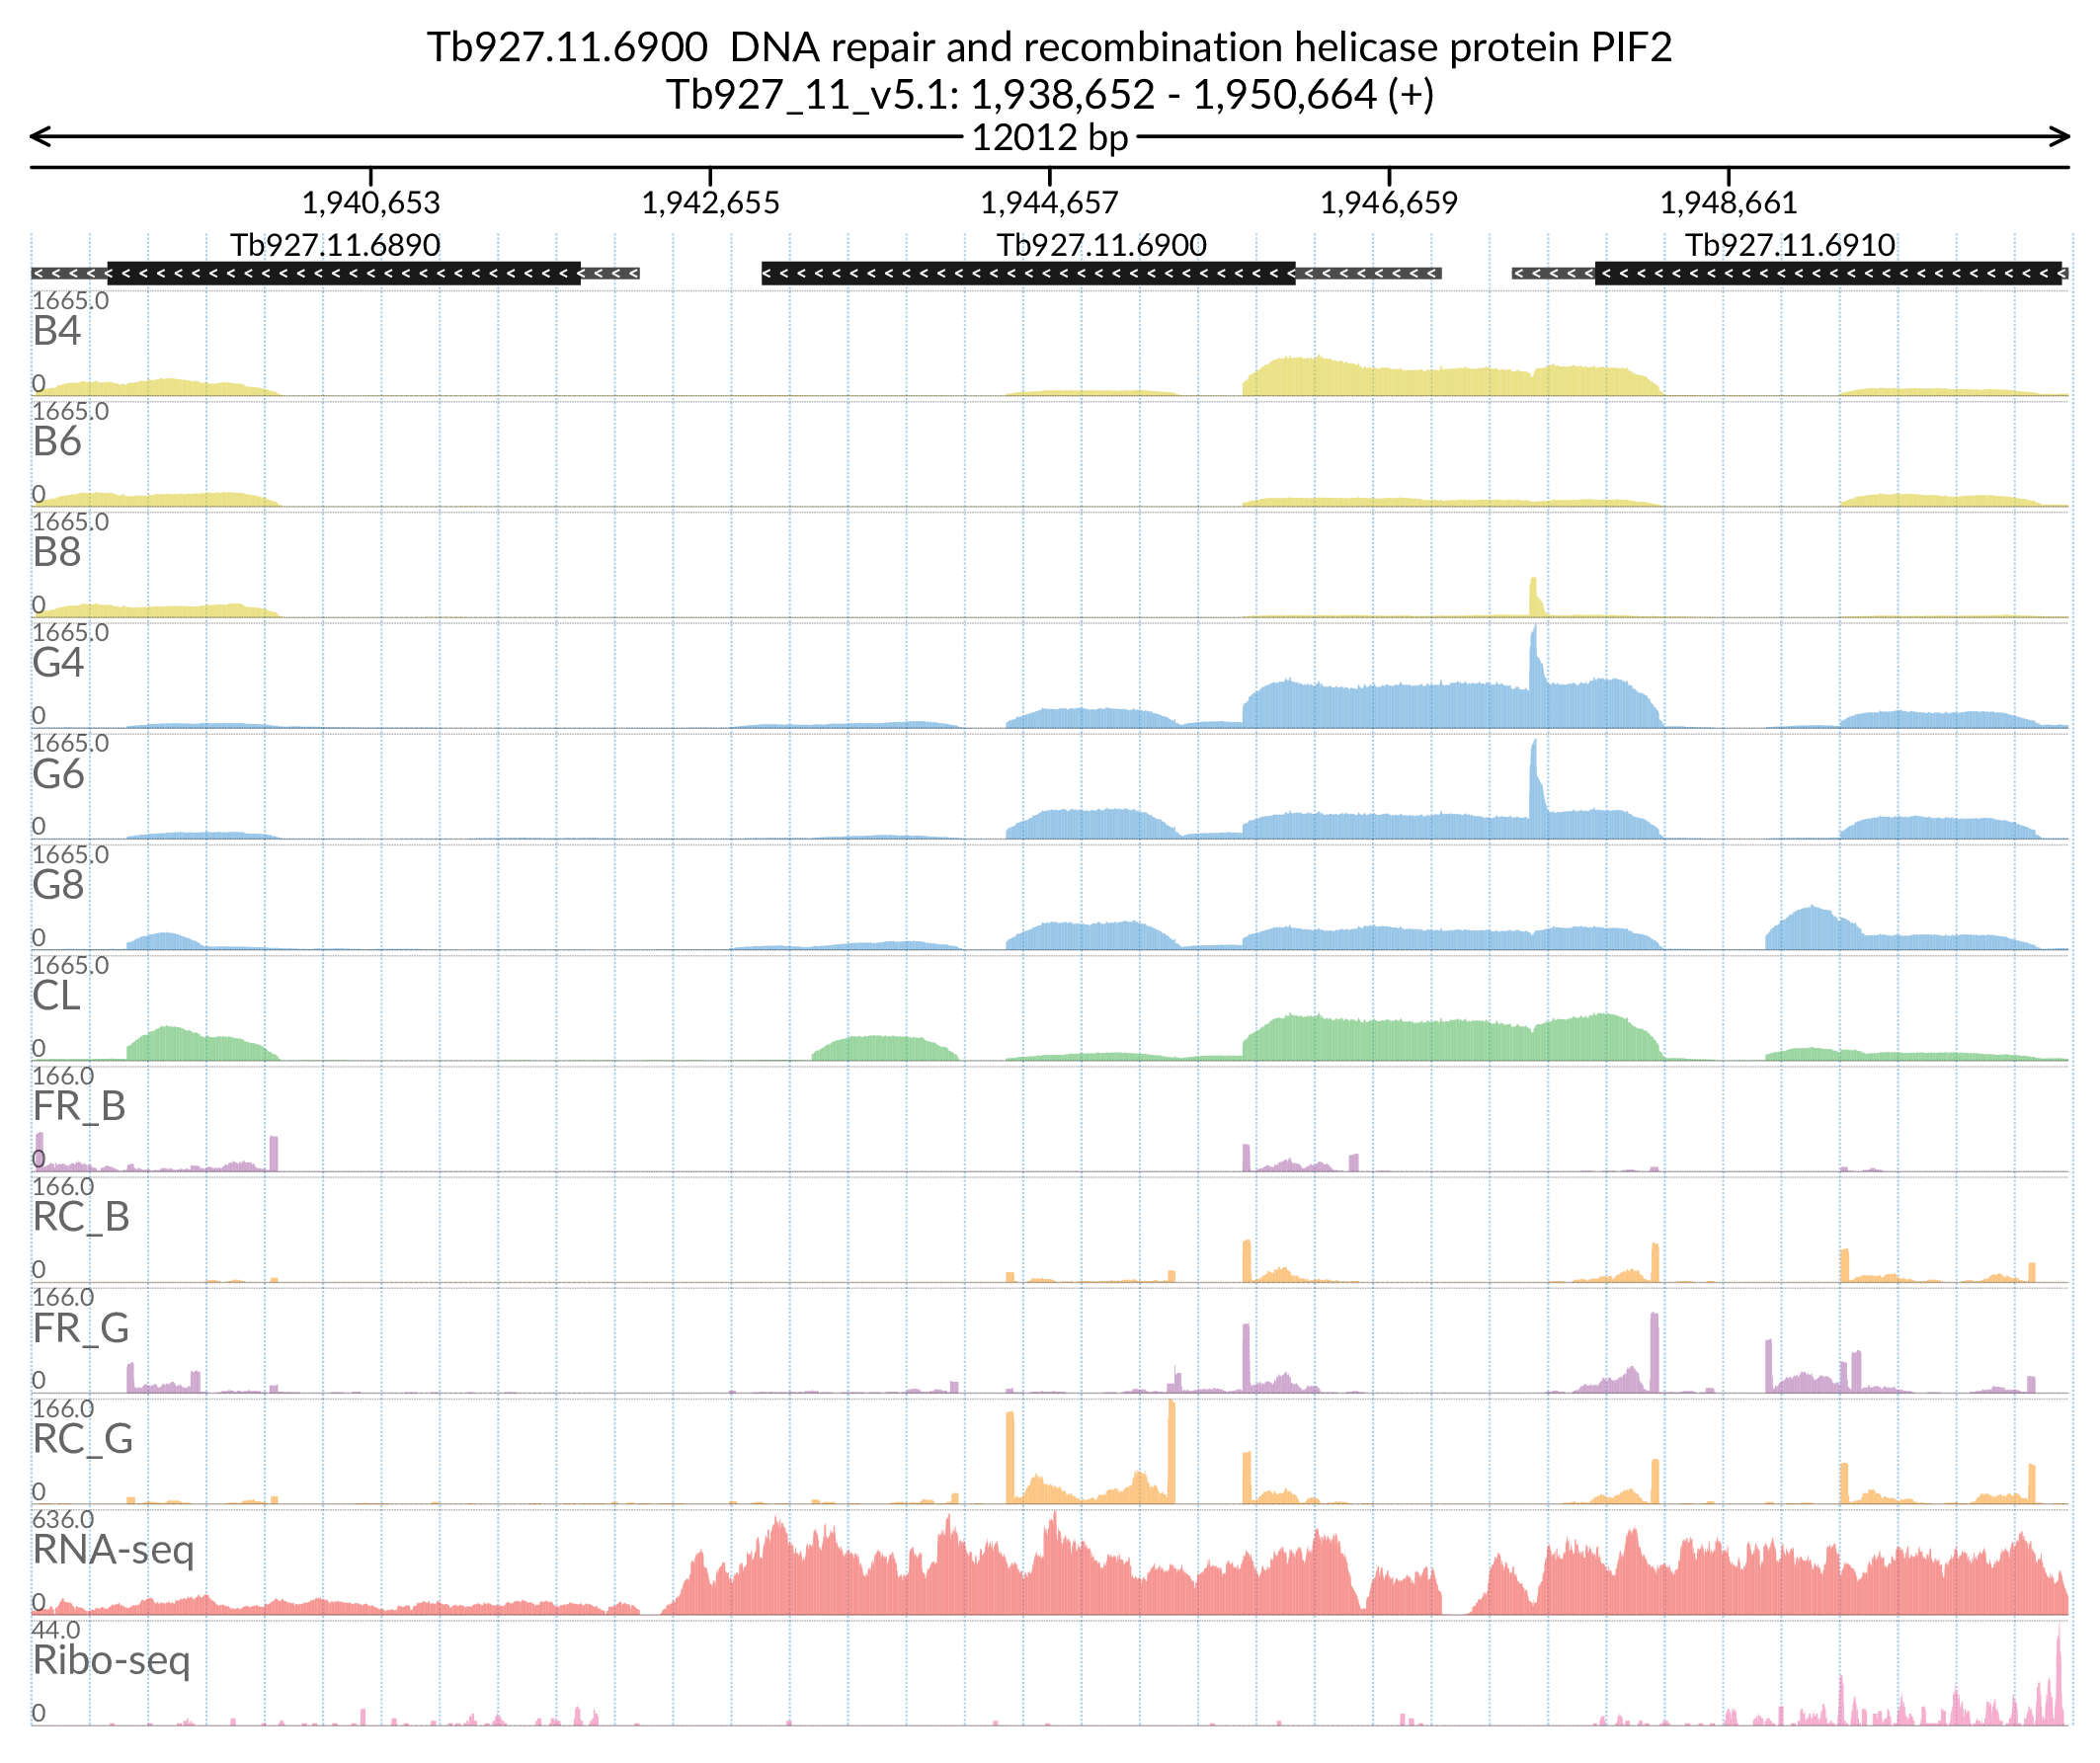 Tb927.11.6900 DNA repair and recombination helicase protein PIF2
Tb927_11_v5.1: 1,938,652 - 1,950,664 (+)
12012 bp
1,940,653 1,942,655 1,944,657 1,946,659 1,948,661
Tb927.11.6890 Tb927.11.6900 Tb927.11.6910
1665.0
B4
0
1665.0
B6
0
1665.0
B8
0
1665.0
G4
0
1665.0
G6
0
1665.0
G8
0
1665.0
CL
0
166.0
FR_B
0
166.0
RC_B
0
166.0
FR_G
0
166.0
RC_G
0
636.0
RNA-seq
0
44.0
Ribo-seq
0